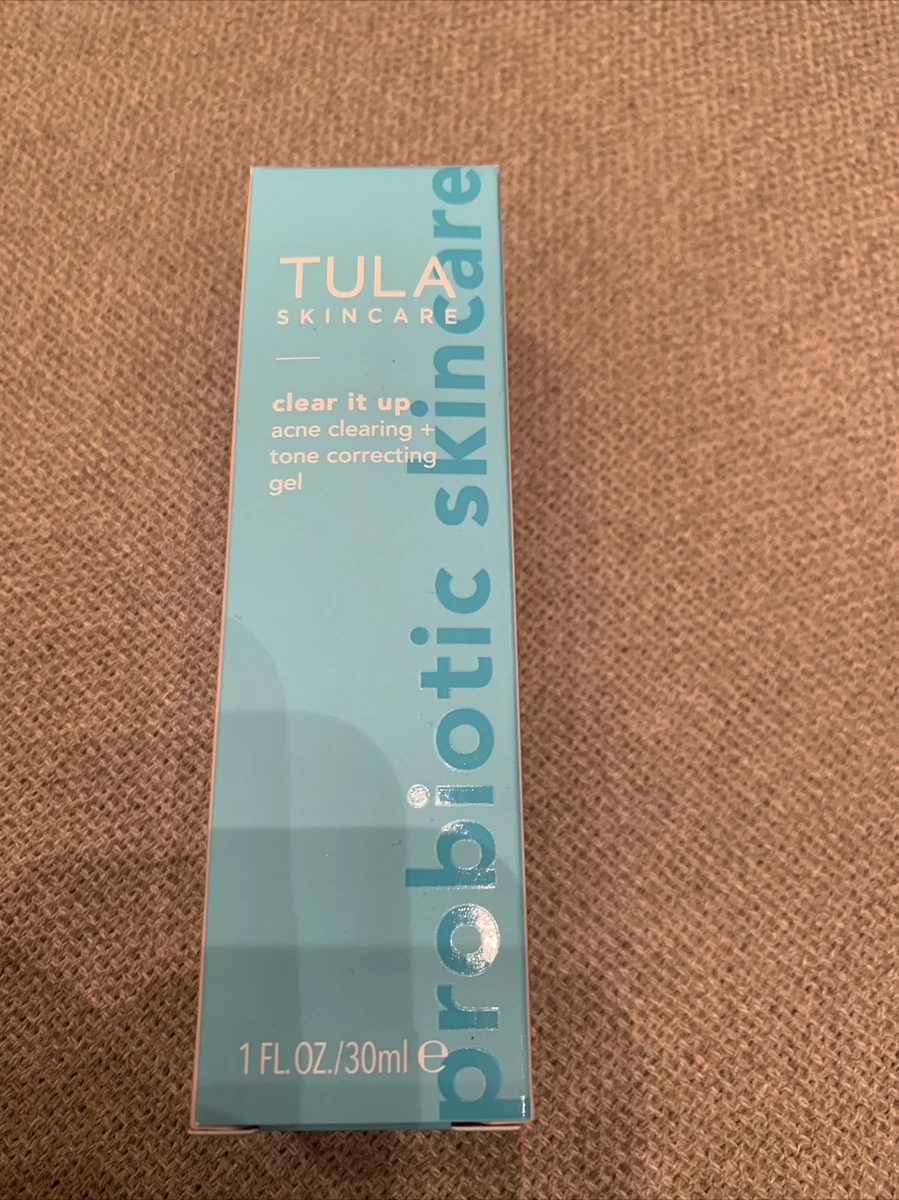 TULA
SKINCARE
clear it up
acne clearing +
tone correcting
gel
probiotic skincare
1 FL. OZ./30ml ℮